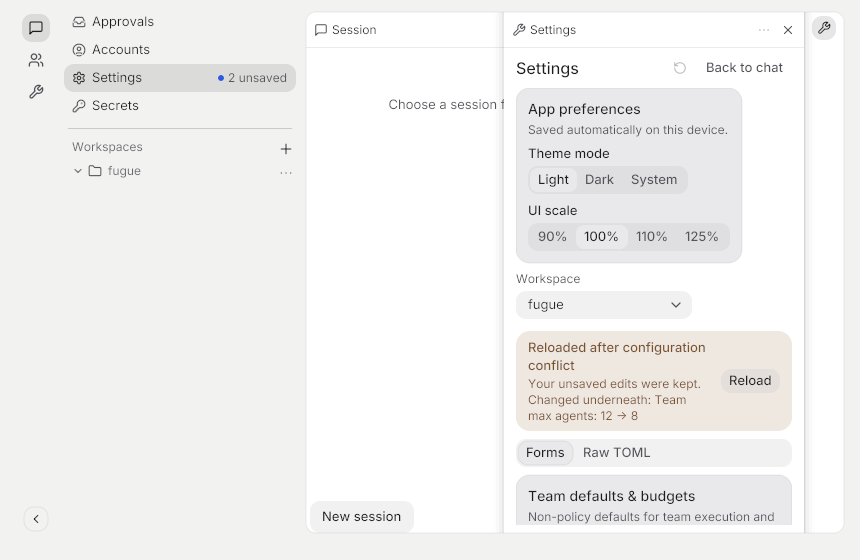 Approvals
Accounts
Settings
2 unsaved
Secrets
Workspaces
fugue
Session
Choose a session f
New session
Settings
Settings
Back to chat
App preferences
Saved automatically on this device.
Theme mode
Light Dark System
UI scale
90% 100% 110% 125%
Workspace
fugue
Reloaded after configuration
conflict
Your unsaved edits were kept.
Changed underneath: Team
max agents: 12 → 8
Reload
Forms Raw TOML
Team defaults & budgets
Non-policy defaults for team execution and